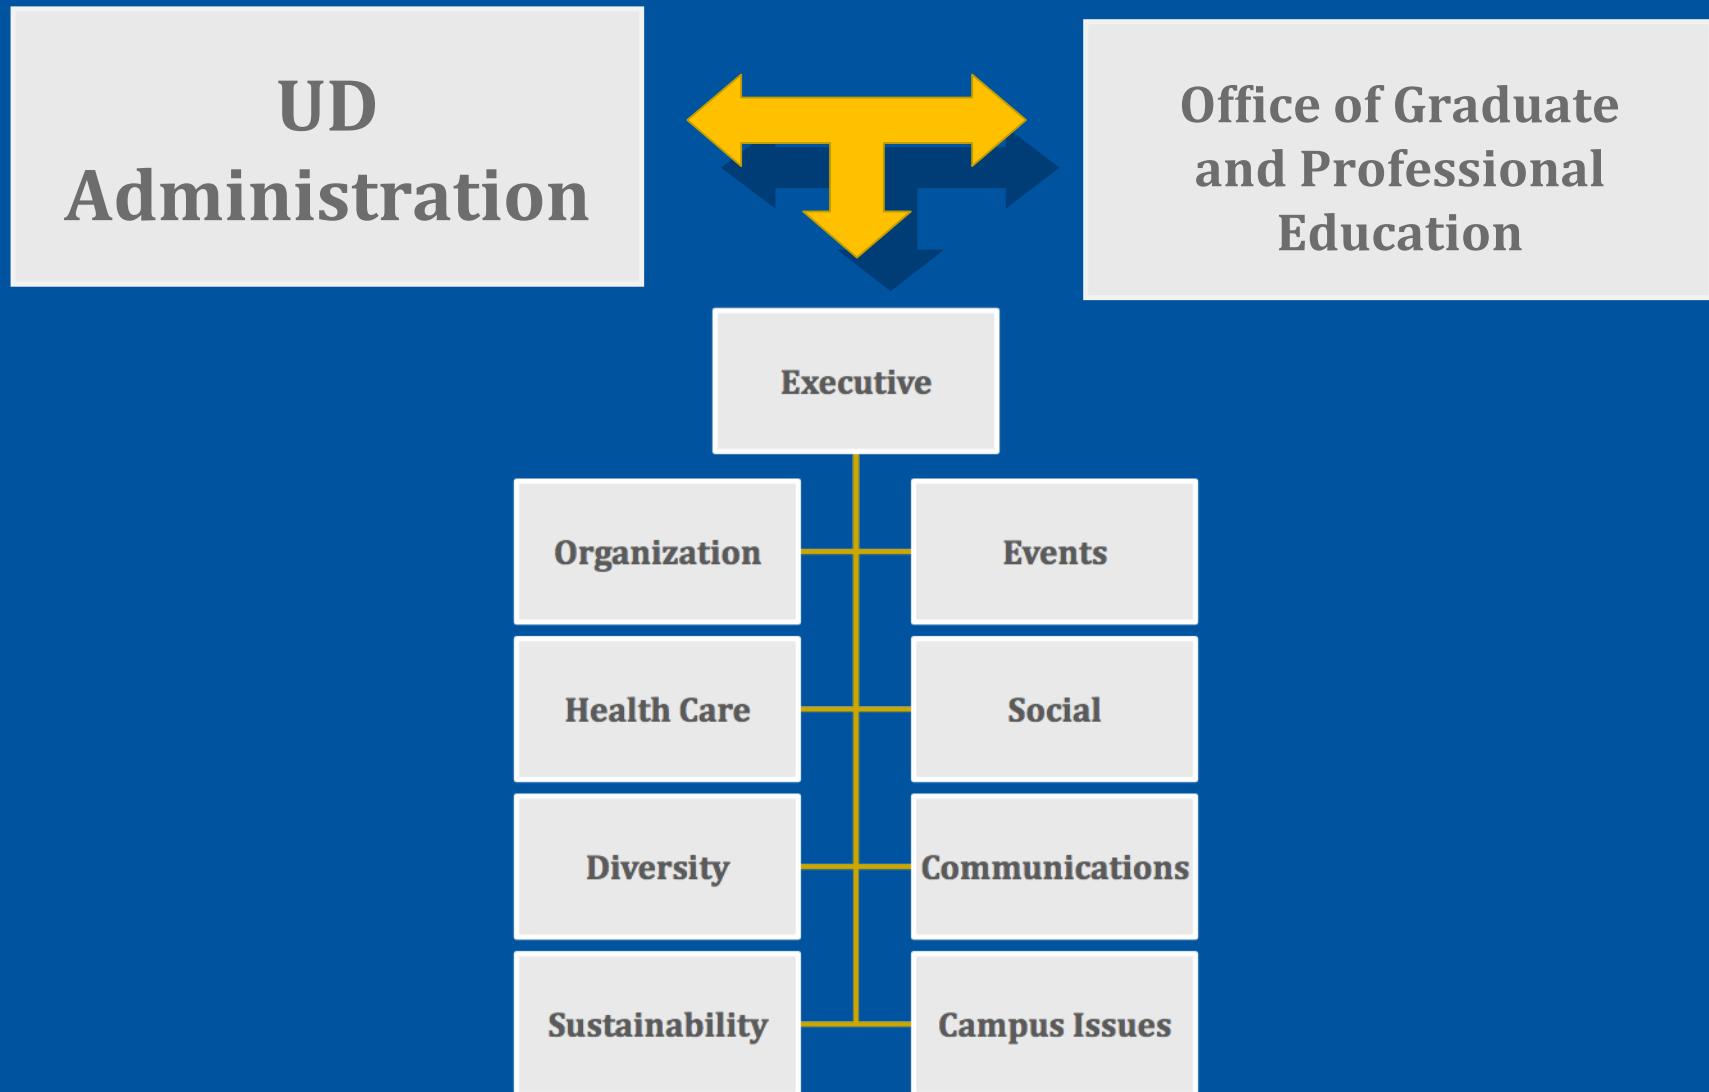 UD
Administration
Office of Graduate
and Professional
Education
Executive
Organization
Events
Health Care
Social
Diversity
Communications
Sustainability
Campus Issues